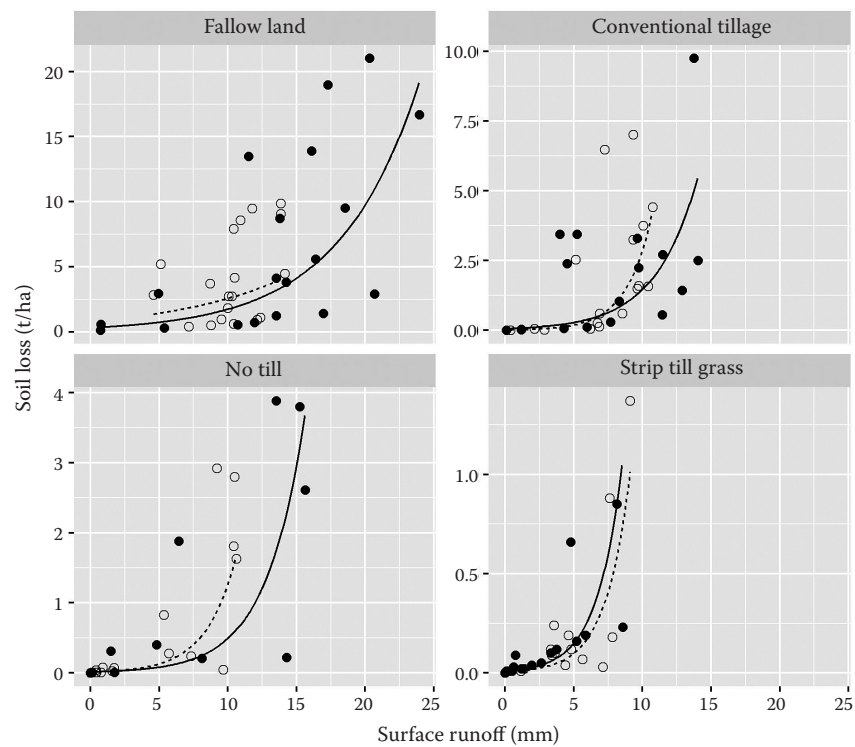 Fallow land
Conventional tillage
20
15
10
5
0
10.0
7.5
5.0
2.5
0.0
Soil loss (t/ha)
No till
Strip till grass
4
3
2
1
0
1.0
0.5
0.0
0 5 10 15 20 25
0 5 10 15 20 25
Surface runoff (mm)